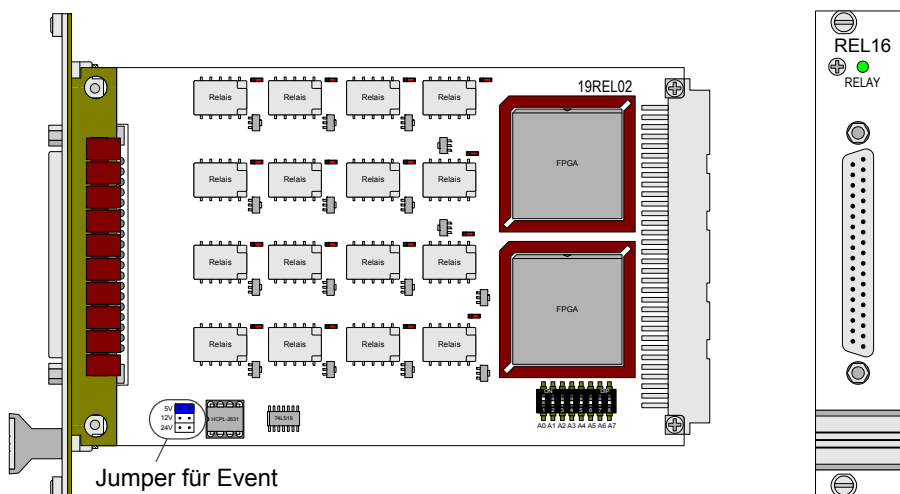 REL16
RELAY
19REL02
Relais Relais Relais Relais
FPGA
Relais Relais Relais Relais
Relais Relais Relais Relais
FPGA
Relais Relais Relais Relais
5V
12V
24V
HCPL-2631
74LS19
A0 A1 A2 A3 A4 A5 A6 A7
Jumper für Event